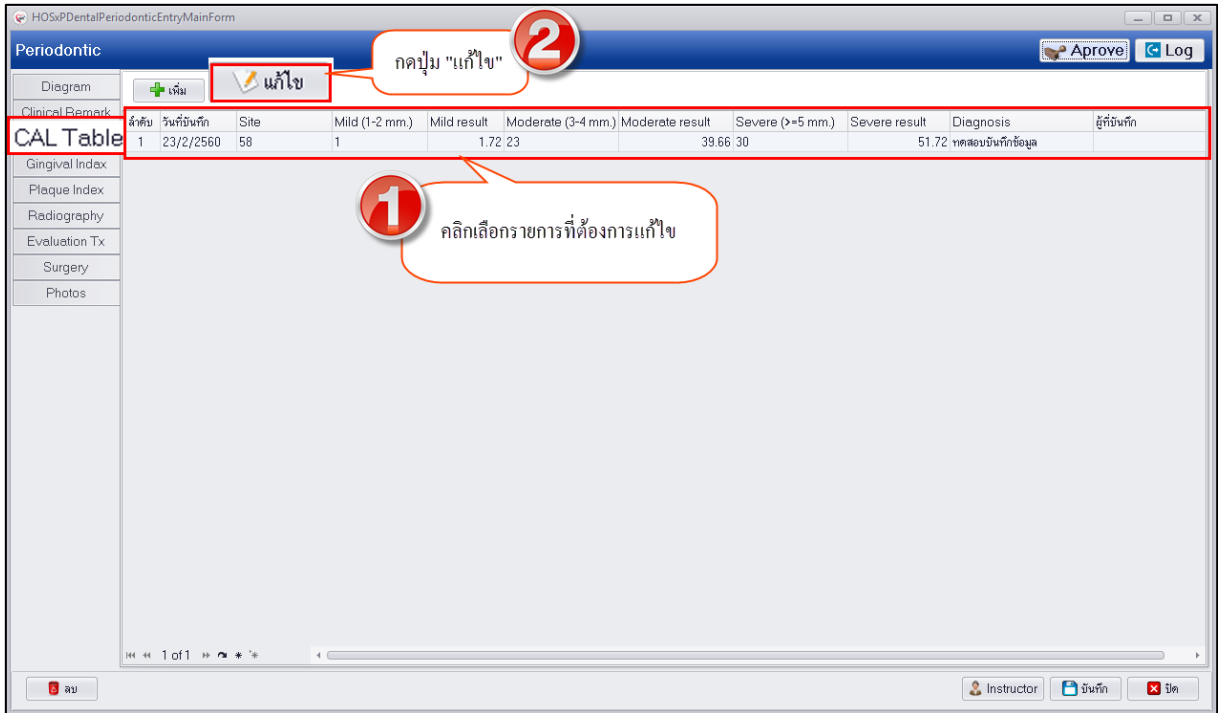 HOSxPDentalPeriodonticEntryMainForm
Periodontic
Aprove
Log
กดปุ่ม "แก้ไข"
2
Diagram
เพิ่ม
แก้ไข
Clinical Remark
ลำดับ วันที่บันทึก Site Mild (1-2 mm.) Mild result Moderate (3-4 mm.) Moderate result Severe (>=5 mm.) Severe result Diagnosis ผู้ที่บันทึก
CAL Table
1 23/2/2560 58 1 1.72 23 39.66 30 51.72 ทดสอบบันทึกข้อมูล
Gingival Index
Plaque Index
Radiography
Evaluation Tx
Surgery
Photos
1
คลิกเลือกรายการที่ต้องการแก้ไข
1 of 1
ลบ
Instructor
บันทึก
ปิด